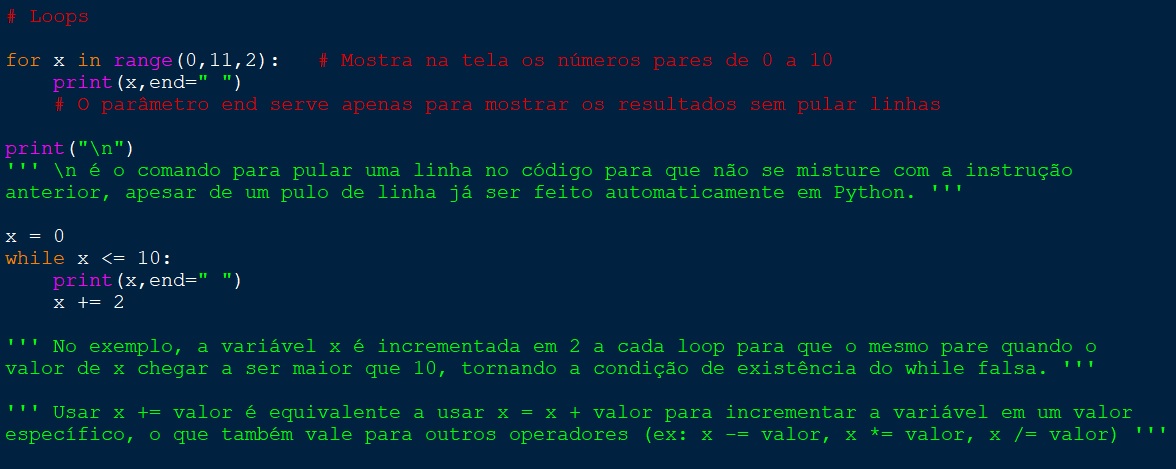 # Loops
for x in range(0,11,2):   # Mostra na tela os números pares de 0 a 10
    print(x,end=" ")
    # O parâmetro end serve apenas para mostrar os resultados sem pular linhas
print("\n")
''' \n é o comando para pular uma linha no código para que não se misture com a instrução
anterior, apesar de um pulo de linha já ser feito automaticamente em Python. '''
x = 0
while x <= 10:
    print(x,end=" ")
    x += 2
''' No exemplo, a variável x é incrementada em 2 a cada loop para que o mesmo pare quando o
valor de x chegar a ser maior que 10, tornando a condição de existência do while falsa. '''
''' Usar x += valor é equivalente a usar x = x + valor para incrementar a variável em um valor
específico, o que também vale para outros operadores (ex: x -= valor, x *= valor, x /= valor) '''